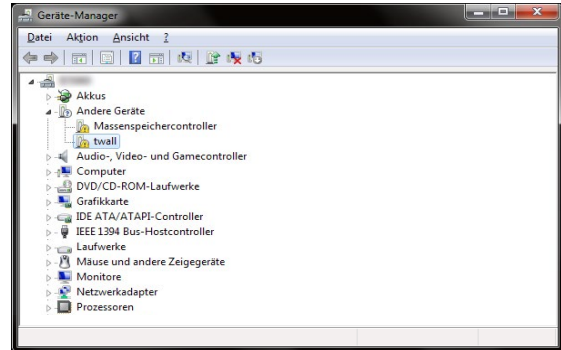 Geräte-Manager
Datei Aktion Ansicht ?
Akkus
Andere Geräte
Massenspeichercontroller
twall
Audio-, Video- und Gamecontroller
Computer
DVD/CD-ROM-Laufwerke
Grafikkarte
IDE ATA/ATAPI-Controller
IEEE 1394 Bus-Hostcontroller
Laufwerke
Mäuse und andere Zeigegeräte
Monitore
Netzwerkadapter
Prozessoren